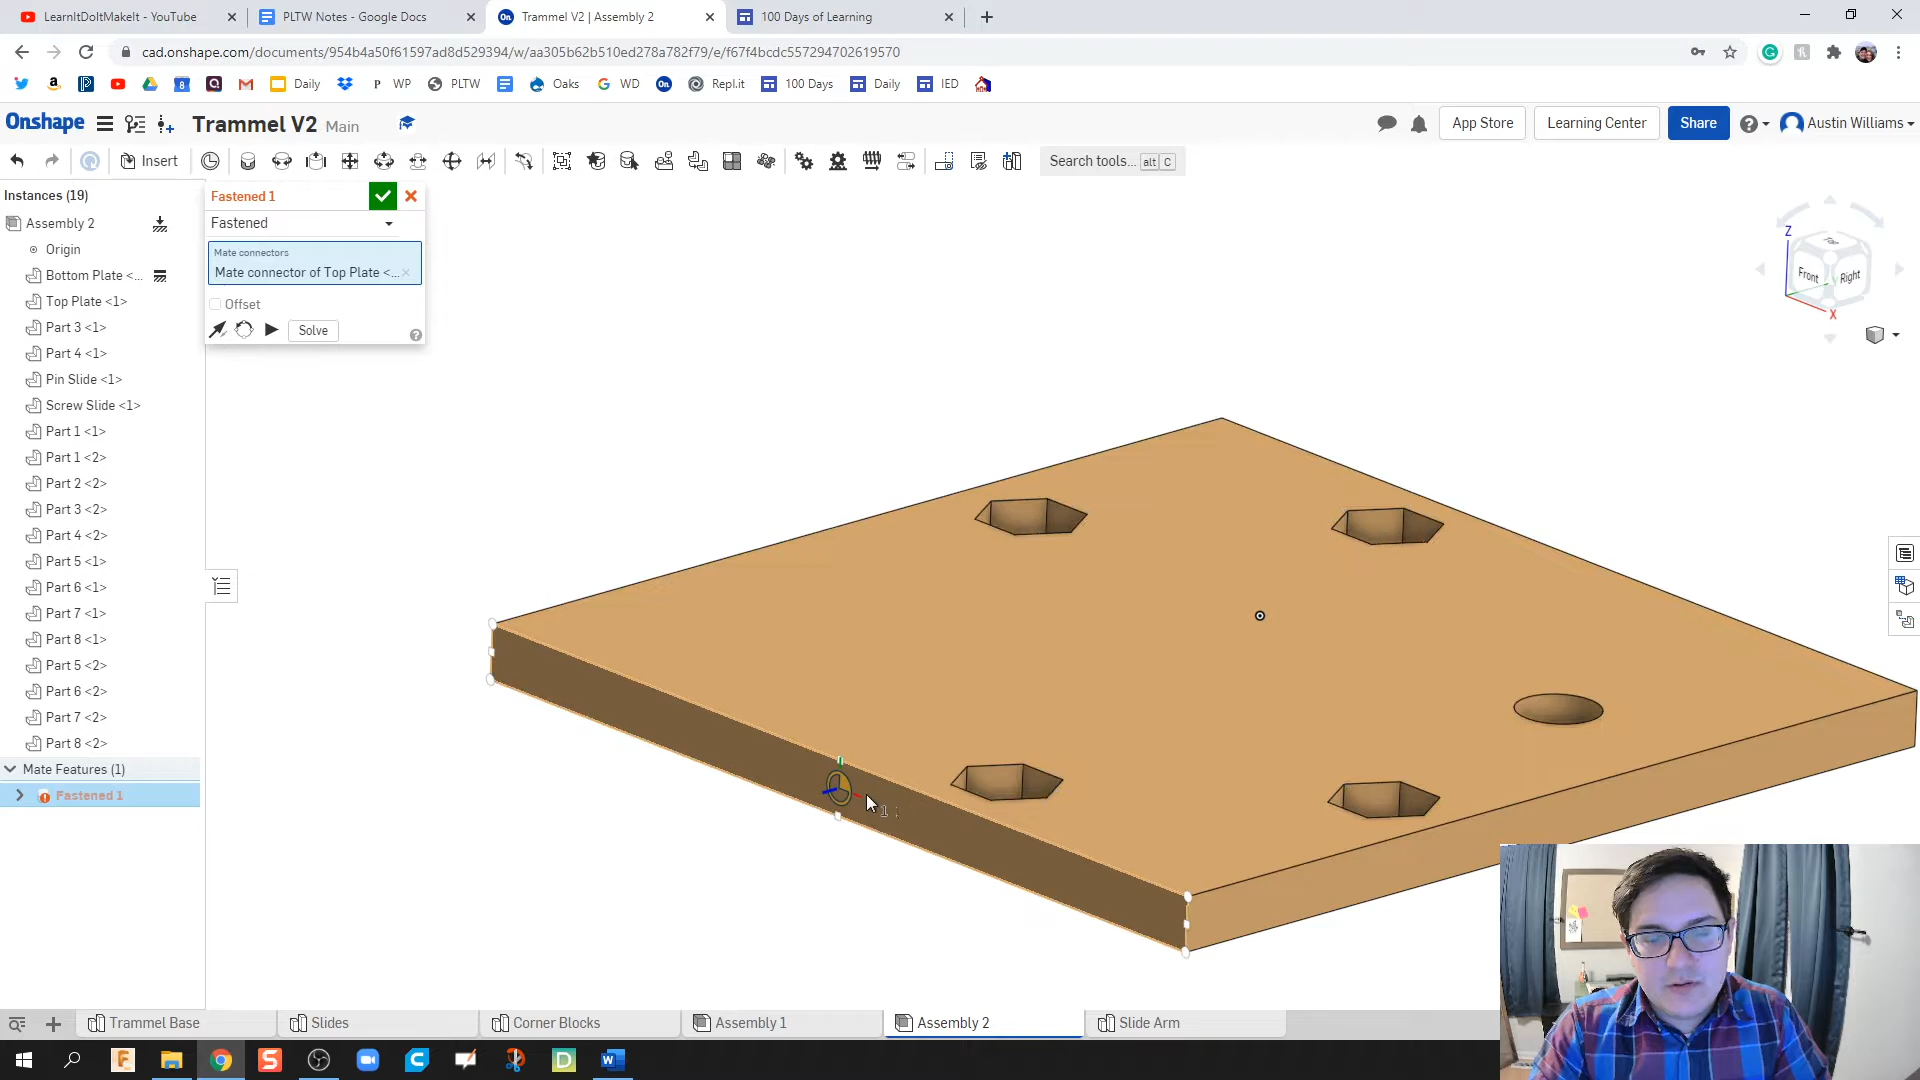 LearnItDoItMakeIt - YouTube
PLTW Notes - Google Docs
Trammel V2 | Assembly 2
100 Days of Learning
cad.onshape.com/documents/954b4a50f61597ad8d529394/w/aa305b62b510ed278a782f79/e/f67f4bcdc557294702619570
Daily
WP
PLTW
Oaks
WD
Repl.it
100 Days
Daily
IED
Onshape
Trammel V2 Main
App Store
Learning Center
Share
Austin Williams
Insert
Search tools... alt C
Instances (19)
Assembly 2
Origin
Bottom Plate <...
Top Plate <1>
Part 3 <1>
Part 4 <1>
Pin Slide <1>
Screw Slide <1>
Part 1 <1>
Part 1 <2>
Part 2 <2>
Part 3 <2>
Part 4 <2>
Part 5 <1>
Part 6 <1>
Part 7 <1>
Part 8 <1>
Part 5 <2>
Part 6 <2>
Part 7 <2>
Part 8 <2>
Mate Features (1)
Fastened 1
Fastened 1
Fastened
Mate connectors
Mate connector of Top Plate <...
Offset
Solve
Z
Top
Front
Right
X
1
Trammel Base
Slides
Corner Blocks
Assembly 1
Assembly 2
Slide Arm